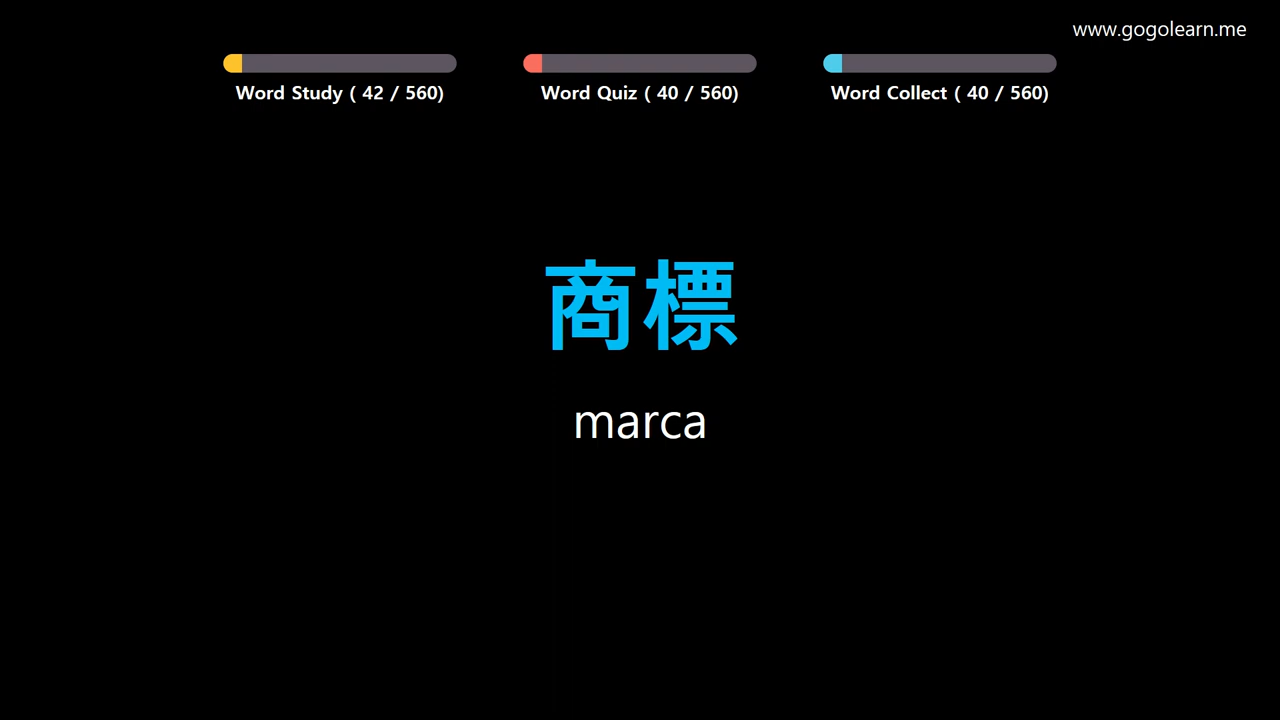 www.gogolearn.me
Word Study ( 42 / 560)
Word Quiz ( 40 / 560)
Word Collect ( 40 / 560)
商標
marca